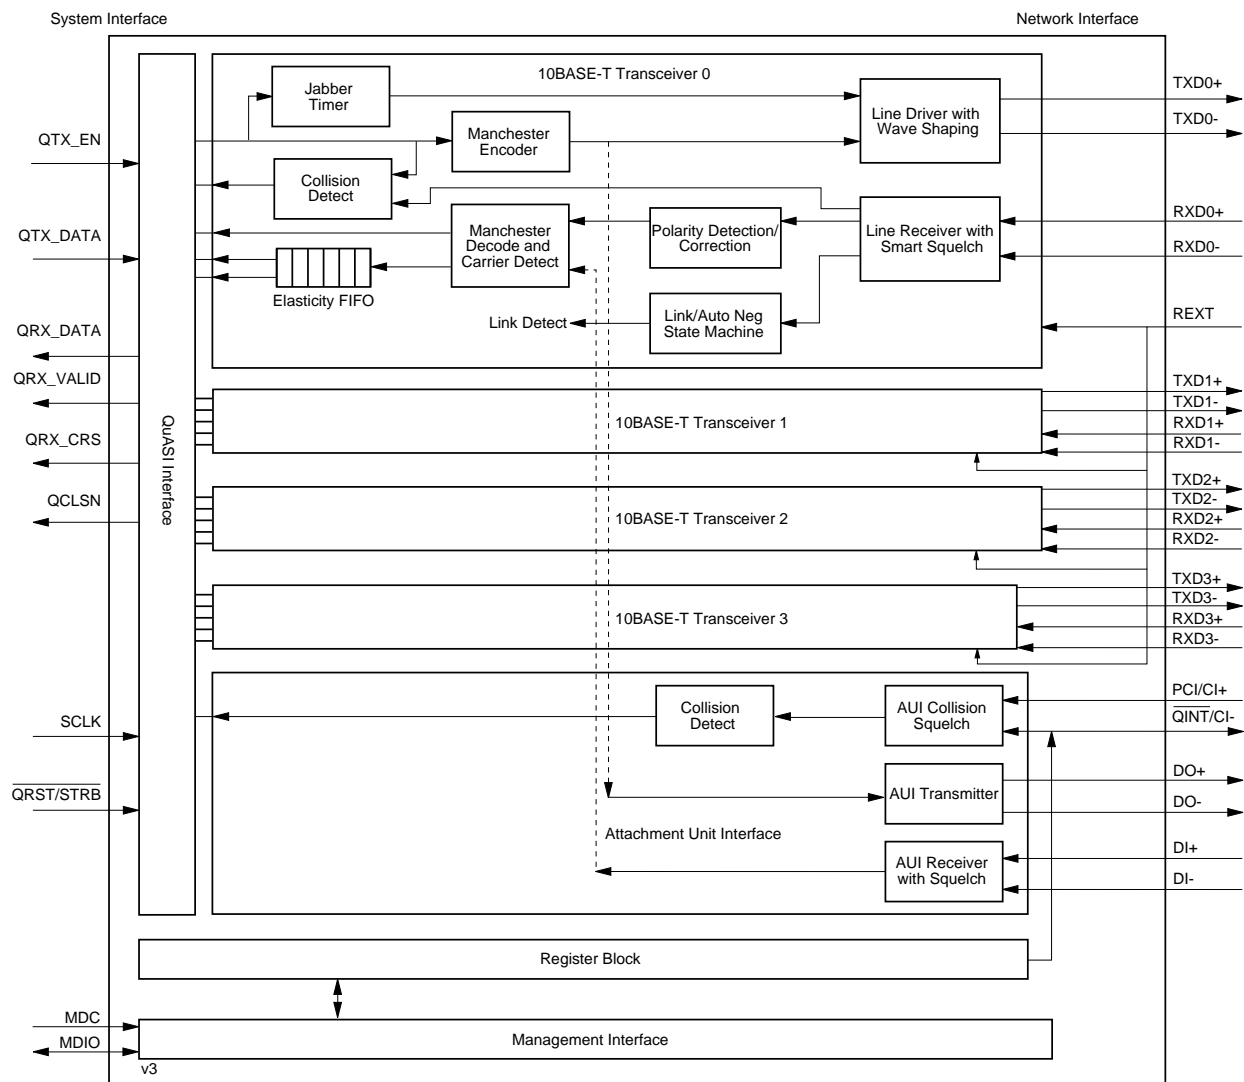 System Interface
Network Interface
10BASE-T Transceiver 0
Jabber
Timer
Line Driver with
Wave Shaping
TXD0+
TXD0-
QTX_EN
Manchester
Encoder
Collision
Detect
QTX_DATA
Manchester
Decode and
Carrier Detect
Polarity Detection/
Correction
Line Receiver with
Smart Squelch
RXD0+
RXD0-
Elasticity FIFO
Link Detect
Link/Auto Neg
State Machine
REXT
QRX_DATA
QRX_VALID
QRX_CRS
QCLSN
QuASI Interface
10BASE-T Transceiver 1
TXD1+
TXD1-
RXD1+
RXD1-
10BASE-T Transceiver 2
TXD2+
TXD2-
RXD2+
RXD2-
10BASE-T Transceiver 3
TXD3+
TXD3-
RXD3+
RXD3-
SCLK
QRST/STRB
Collision
Detect
AUI Collision
Squelch
PCI/CI+
QINT/CI-
AUI Transmitter
DO+
DO-
Attachment Unit Interface
AUI Receiver
with Squelch
DI+
DI-
Register Block
MDC
MDIO
Management Interface
v3